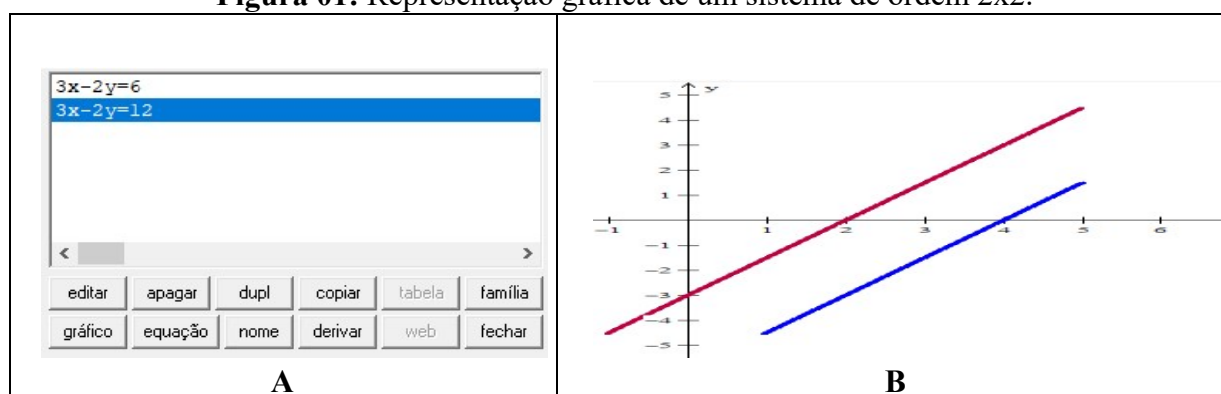 Figura 01: Representação gráfica de um sistema de ordem 2x2.
3x-2y=6
3x-2y=12
< >
editar apagar dupl copiar tabela família
gráfico equação nome derivar web fechar
A
y
5
4
3
2
1
-1 1 2 3 4 5 6
-1
-2
-3
-4
-5
B